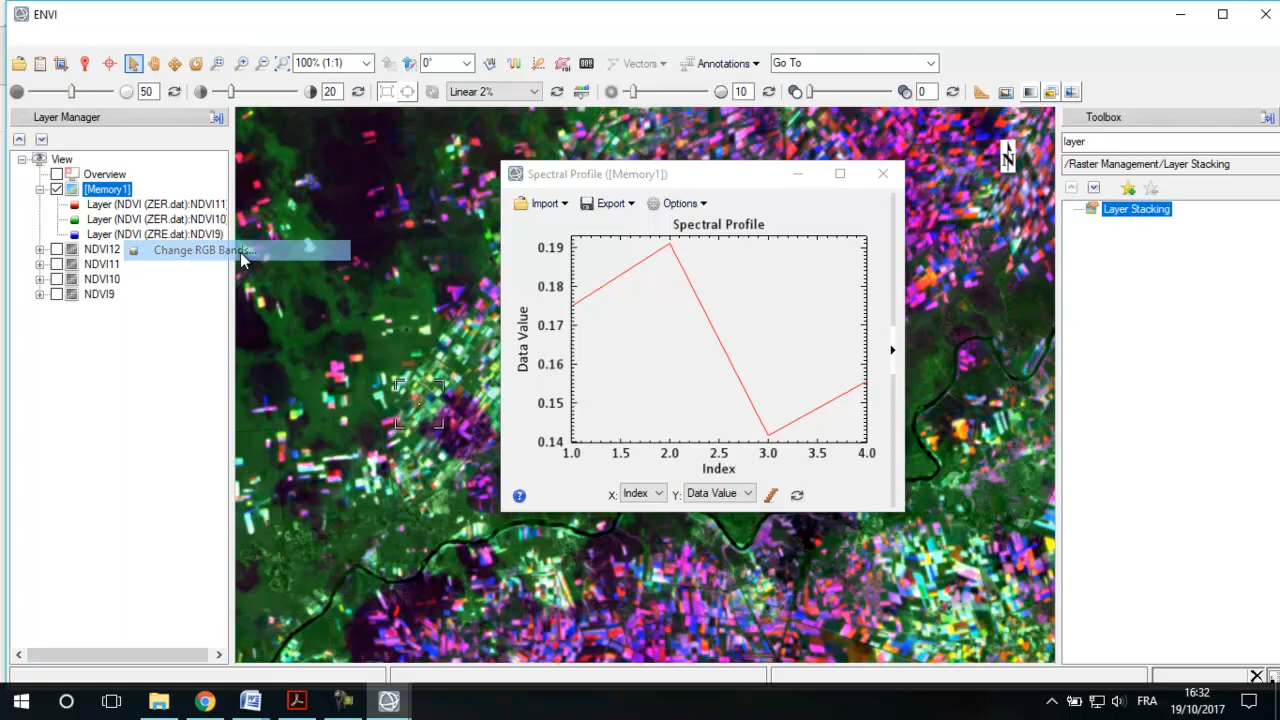 ENVI
100% (1:1)
0°
Vectors
Annotations
Go To
50
20
Linear 2%
10
0
Layer Manager
View
Overview
[Memory1]
Layer (NDVI (ZER.dat):NDVI11)
Layer (NDVI (ZER.dat):NDVI10)
Layer (NDVI (ZRE.dat):NDVI9)
NDVI12
Change RGB Bands...
NDVI11
NDVI10
NDVI9
N
Spectral Profile ([Memory1])
Import
Export
Options
Spectral Profile
0.19
0.18
0.17
0.16
0.15
0.14
Data Value
1.0 1.5 2.0 2.5 3.0 3.5 4.0
Index
X: Index
Y: Data Value
Toolbox
layer
/Raster Management/Layer Stacking
Layer Stacking
FRA
16:32
19/10/2017